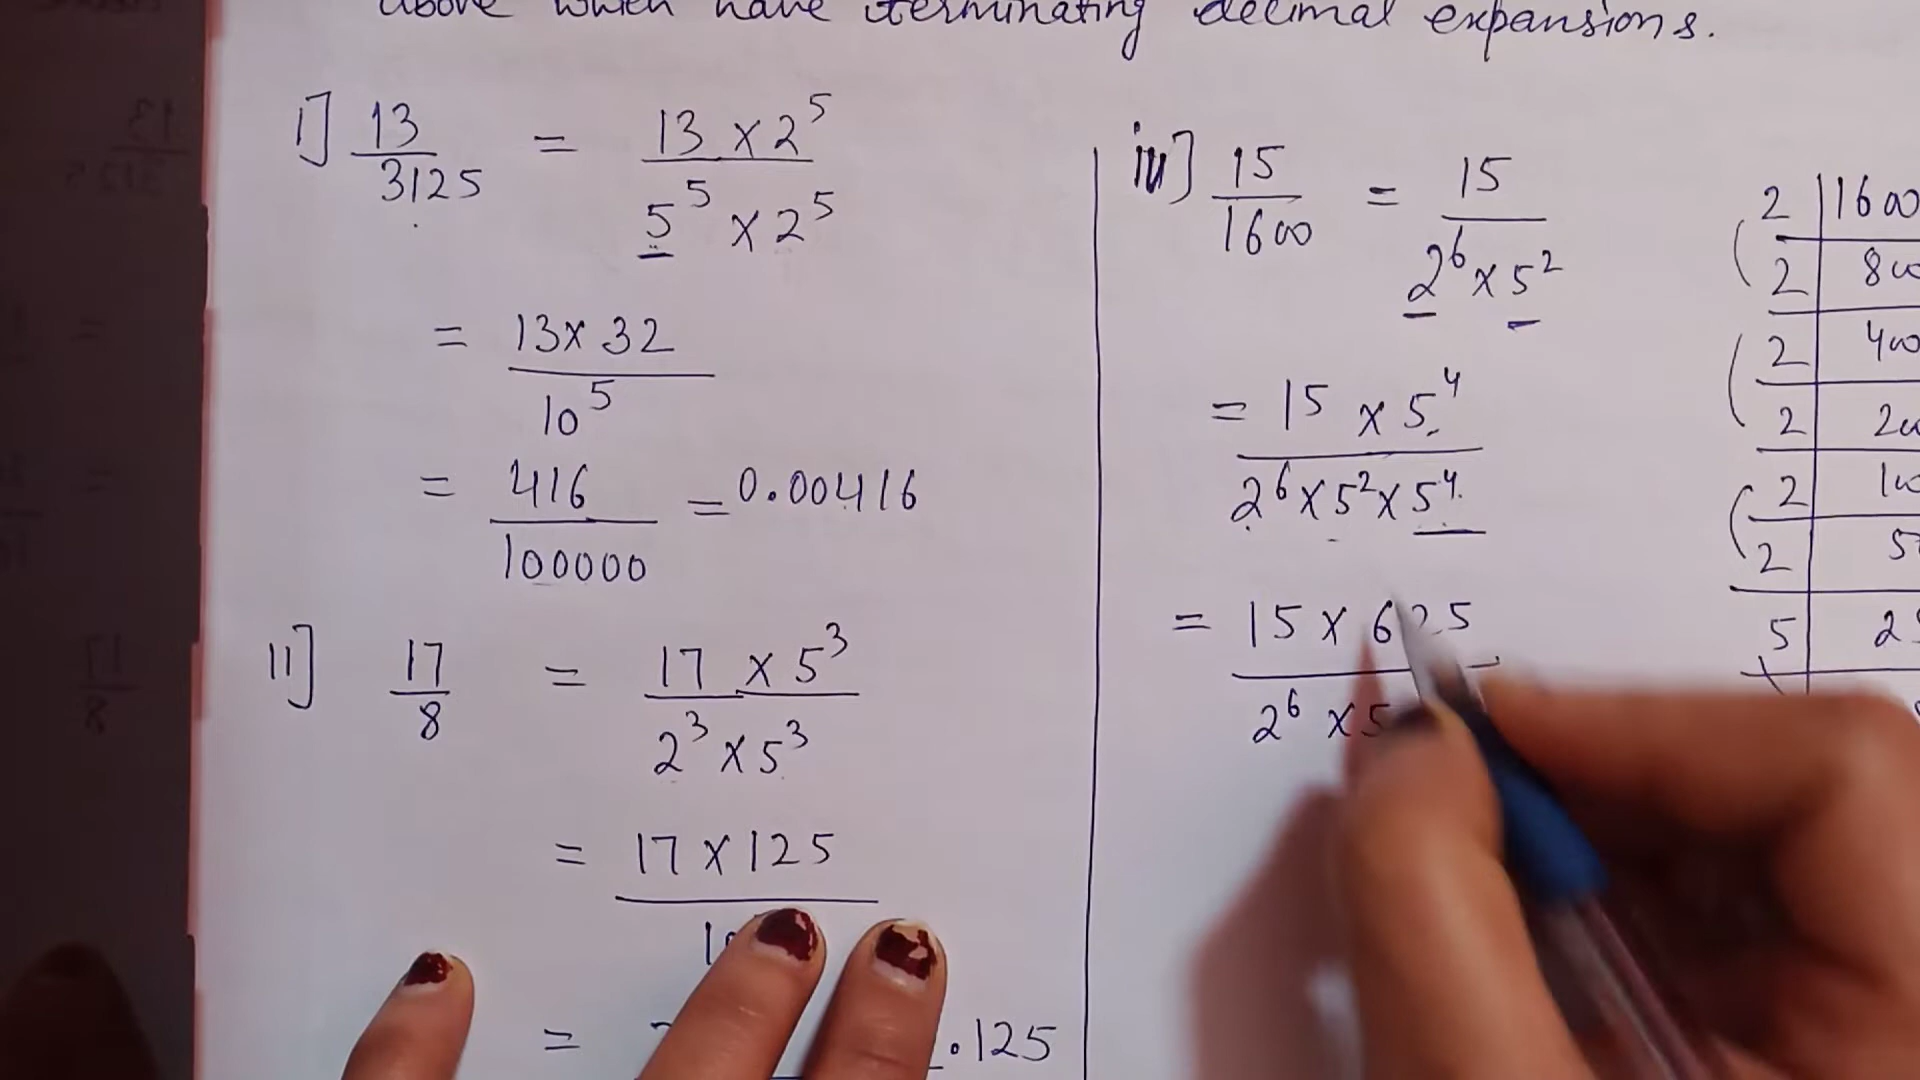 above which have terminating decimal expansions.
i] 13/3125 = 13 × 2^5 / 5^5 × 2^5
= 13 × 32 / 10^5
= 416 / 100000 = 0.00416
ii] 17/8 = 17 × 5^3 / 2^3 × 5^3
= 17 × 125
= .125
iv] 15/1600 = 15 / 2^6 × 5^2
= 15 × 5^4 / 2^6 × 5^2 × 5^4
= 15 × 625 / 2^6 × 5
2 | 1600
2 | 800
2 | 400
2 | 200
2 | 100
2 | 5
5 | 2